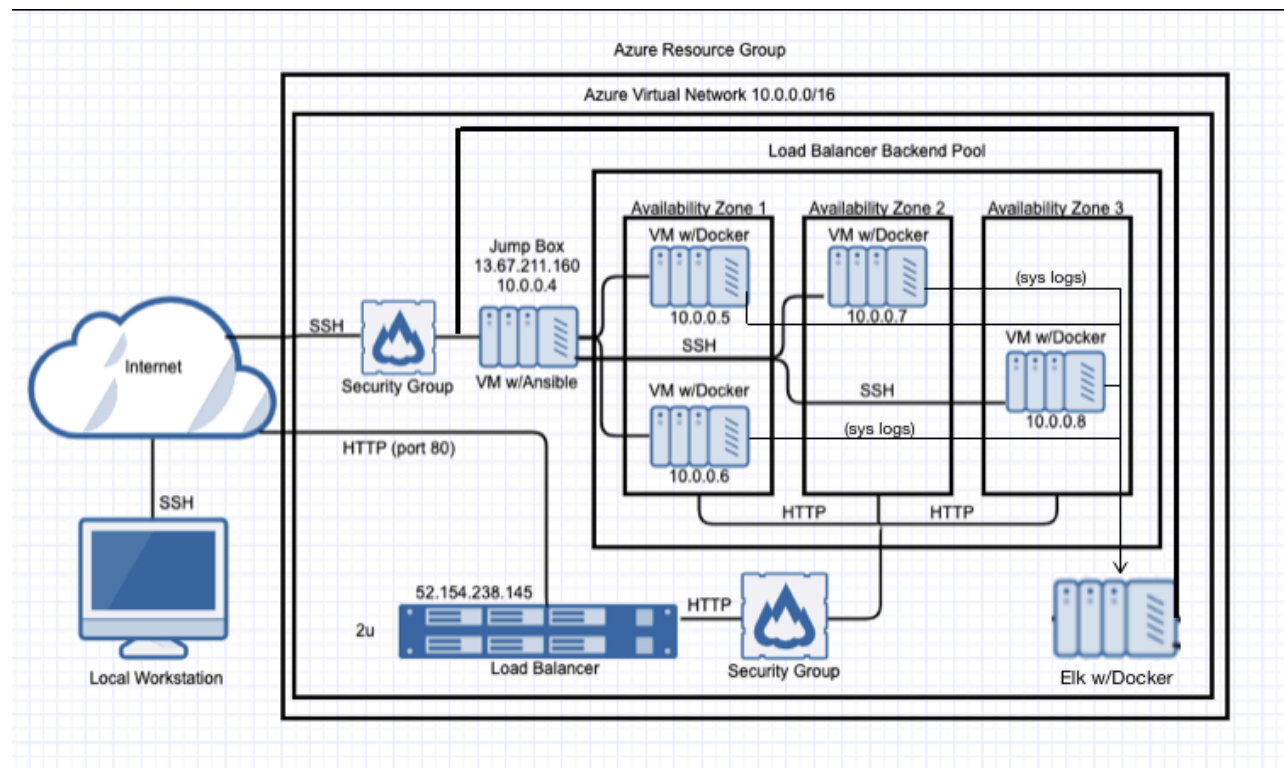 Azure Resource Group
Azure Virtual Network 10.0.0.0/16
Load Balancer Backend Pool
Availability Zone 1
Availability Zone 2
Availability Zone 3
VM w/Docker
VM w/Docker
Jump Box
13.67.211.160
10.0.0.4
(sys logs)
10.0.0.5
10.0.0.7
SSH
SSH
VM w/Docker
Internet
Security Group
VM w/Ansible
VM w/Docker
SSH
10.0.0.8
(sys logs)
HTTP (port 80)
10.0.0.6
SSH
HTTP
HTTP
52.154.238.145
HTTP
2u
Load Balancer
Security Group
Elk w/Docker
Local Workstation